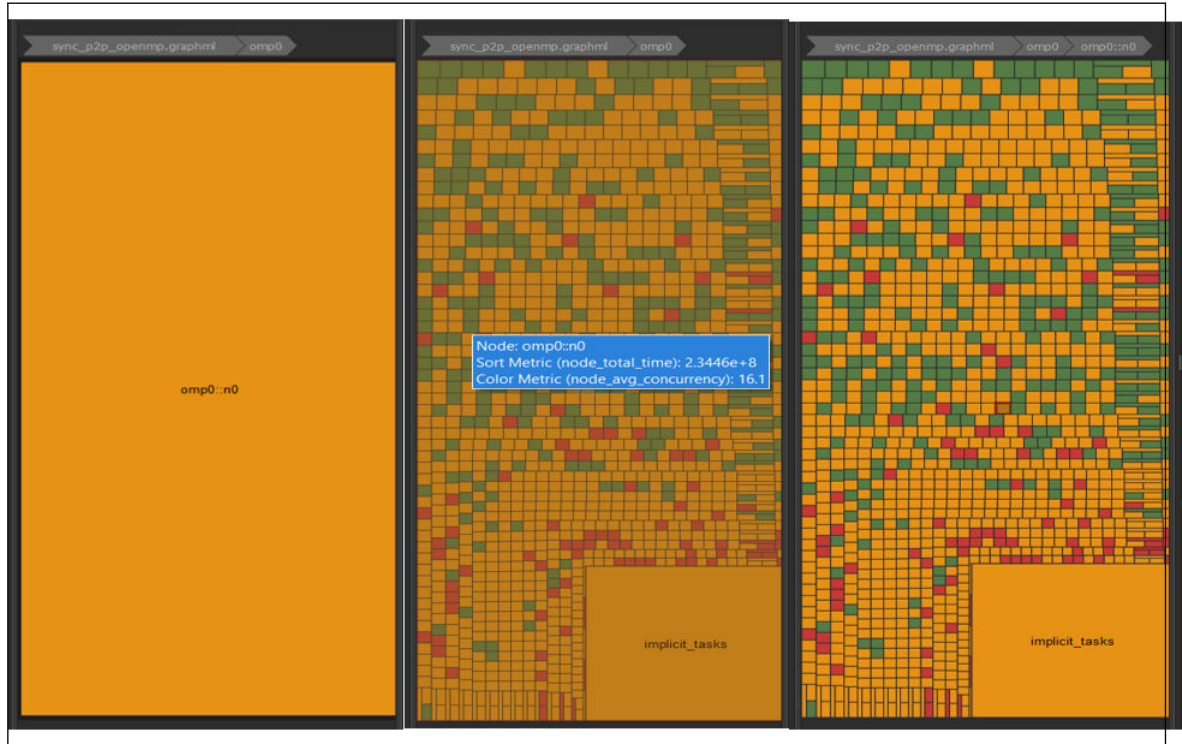 sync_p2p_openmp.graphml omp0
omp0::n0
sync_p2p_openmp.graphml omp0
Node: omp0::n0
Sort Metric (node_total_time): 2.3446e+8
Color Metric (node_avg_concurrency): 16.1
implicit_tasks
sync_p2p_openmp.graphml omp0 omp0::n0
implicit_tasks